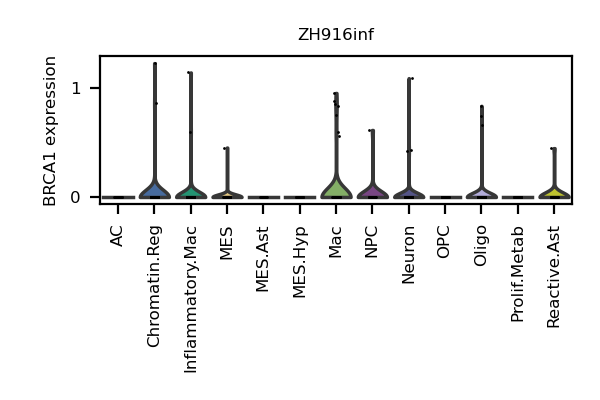 ZH916inf
BRCA1 expression
1
0
AC
Chromatin.Reg
Inflammatory.Mac
MES
MES.Ast
MES.Hyp
Mac
NPC
Neuron
OPC
Oligo
Prolif.Metab
Reactive.Ast